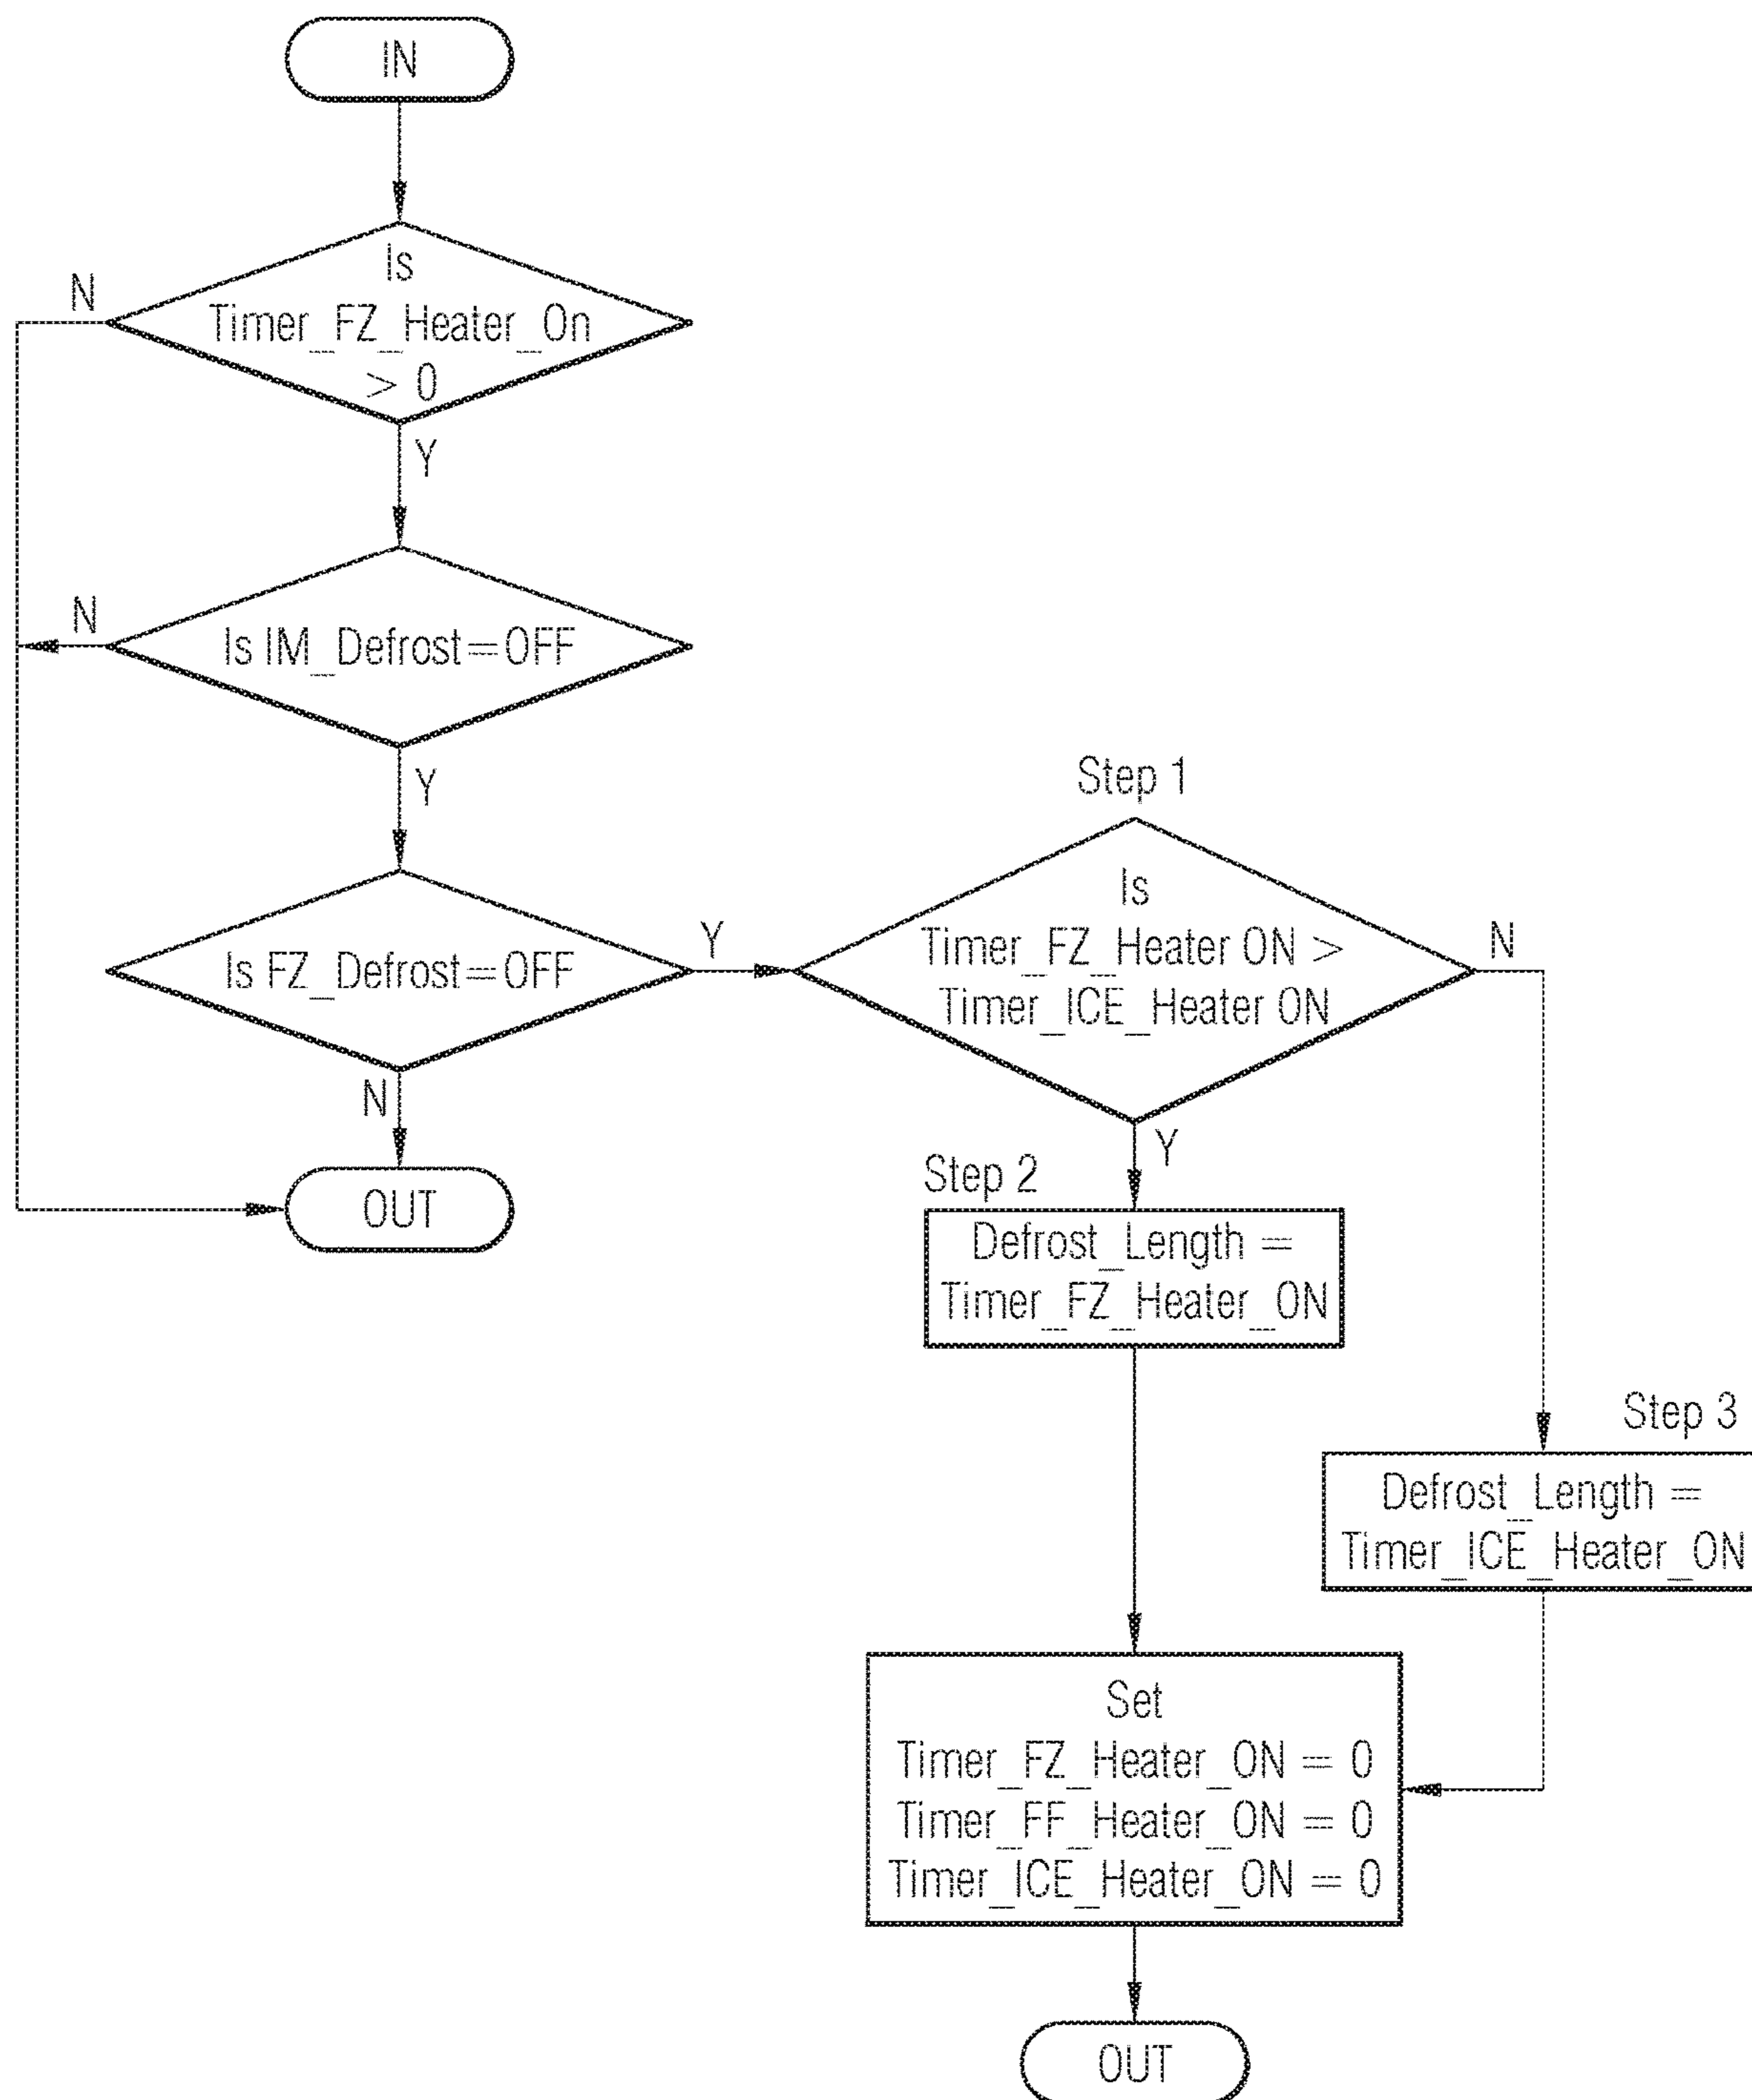 IN
Is
Timer_FZ_Heater_On
> 0
N
Y
Is IM_Defrost=OFF
N
Y
Is FZ_Defrost=OFF
Y
N
OUT
Step 1
Is
Timer_FZ_Heater ON >
Timer_ICE_Heater ON
N
Y
Step 2
Defrost_Length =
Timer_FZ_Heater_ON
Step 3
Defrost_Length =
Timer_ICE_Heater_ON
Set
Timer_FZ_Heater_ON = 0
Timer_FF_Heater_ON = 0
Timer_ICE_Heater_ON = 0
OUT